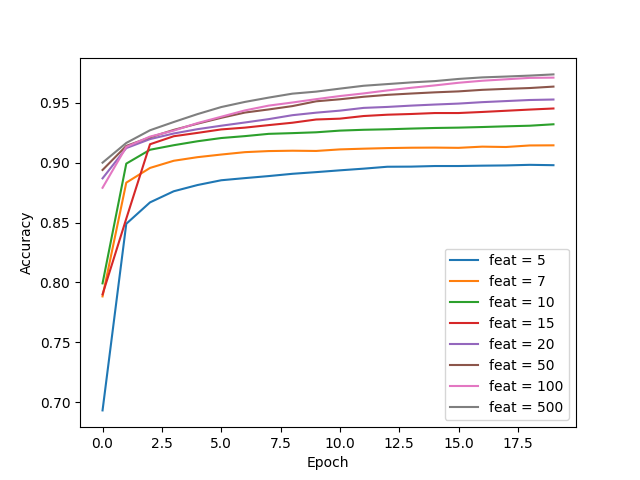 0.95
0.90
0.85
0.80
0.75
0.70
Accuracy
0.0 2.5 5.0 7.5 10.0 12.5 15.0 17.5
Epoch
feat = 5
feat = 7
feat = 10
feat = 15
feat = 20
feat = 50
feat = 100
feat = 500